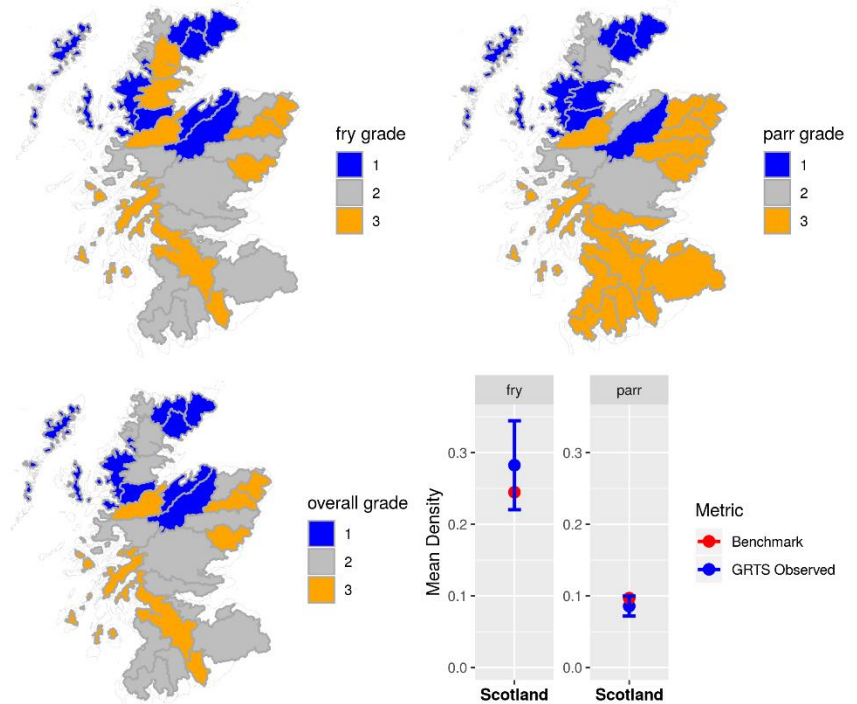 fry grade
1
2
3
parr grade
1
2
3
overall grade
1
2
3
fry
parr
Mean Density
0.3
0.2
0.1
0.0
0.3
0.2
0.1
0.0
Scotland
Scotland
Metric
Benchmark
GRTS Observed